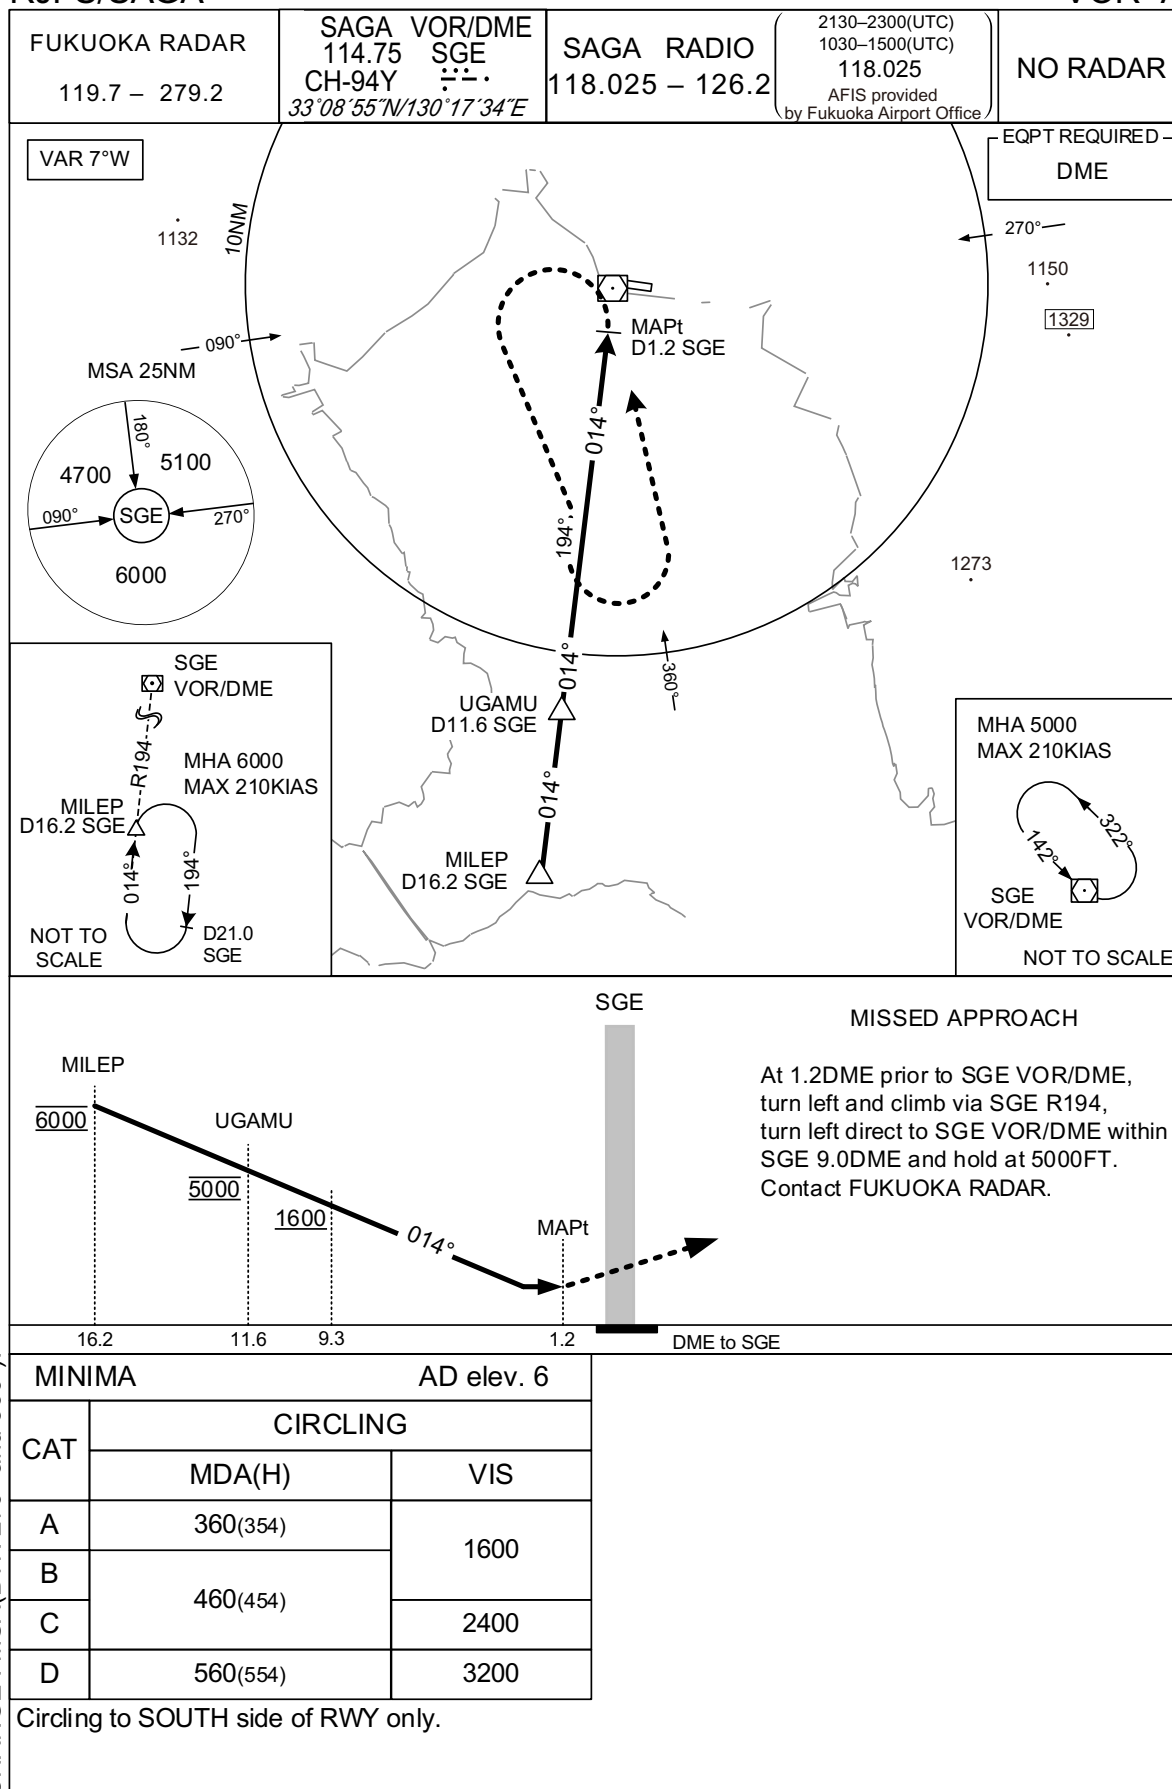 FUKUOKA RADAR
119.7 – 279.2
SAGA VOR/DME
114.75 SGE
CH-94Y
33°08´55˝N/130°17´34˝E
SAGA RADIO
118.025 – 126.2
2130–2300(UTC)
1030–1500(UTC)
118.025
AFIS provided
by Fukuoka Airport Office
NO RADAR
VAR 7°W
EQPT REQUIRED
DME
10NM
1132
270°
1150
1329
090°
MAPt
D1.2 SGE
MSA 25NM
180°
4700
5100
090°
SGE
270°
6000
014°
194°
1273
014°
360°
UGAMU
D11.6 SGE
014°
MILEP
D16.2 SGE
SGE
VOR/DME
R194
MHA 6000
MAX 210KIAS
MILEP
D16.2 SGE
014°
194°
D21.0
SGE
NOT TO
SCALE
MHA 5000
MAX 210KIAS
322°
142°
SGE
VOR/DME
NOT TO SCALE
SGE
MISSED APPROACH
At 1.2DME prior to SGE VOR/DME,
turn left and climb via SGE R194,
turn left direct to SGE VOR/DME within
SGE 9.0DME and hold at 5000FT.
Contact FUKUOKA RADAR.
MILEP
6000
UGAMU
5000
1600
014°
MAPt
16.2 11.6 9.3 1.2 DME to SGE
MINIMA AD elev. 6
CAT
CIRCLING
MDA(H) VIS
A 360(354) 1600
B 460(454)
C 2400
D 560(554) 3200
Circling to SOUTH side of RWY only.